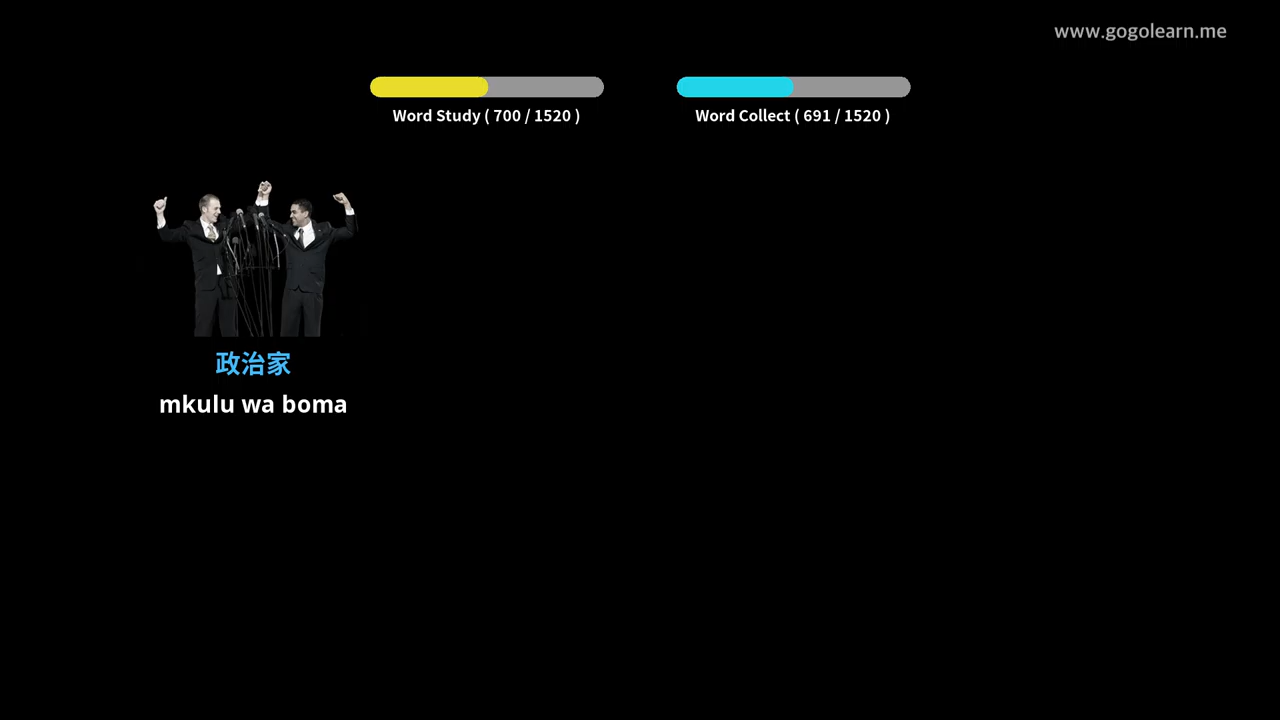 www.gogolearn.me
Word Study ( 700 / 1520 )
Word Collect ( 691 / 1520 )
政治家
mkulu wa boma